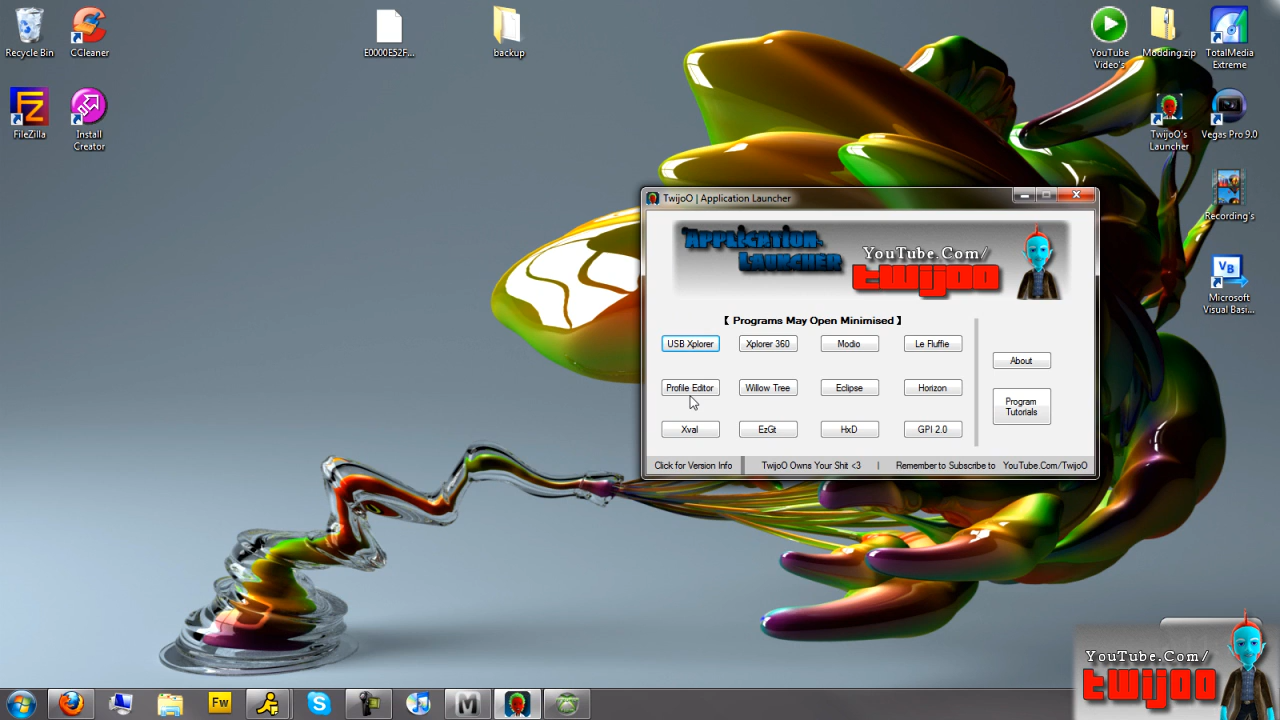 Recycle Bin
CCleaner
E0000E52F...
backup
YouTube
Video's
Modding.zip
TotalMedia
Extreme
FileZilla
Install
Creator
TwijoO's
Launcher
Vegas Pro 9.0
Recording's
Microsoft
Visual Basi...
TwijoO | Application Launcher
Application
Launcher
YouTube.Com/
twijoo
【 Programs May Open Minimised 】
USB Xplorer
Xplorer 360
Modio
Le Fluffie
About
Profile Editor
Willow Tree
Eclipse
Horizon
Program
Tutorials
Xval
EzGt
HxD
GPI 2.0
Click for Version Info
TwijoO Owns Your Shit <3 | Remember to Subscribe to YouTube.Com/TwijoO
YouTube.Com/
twijoo
Fw
M